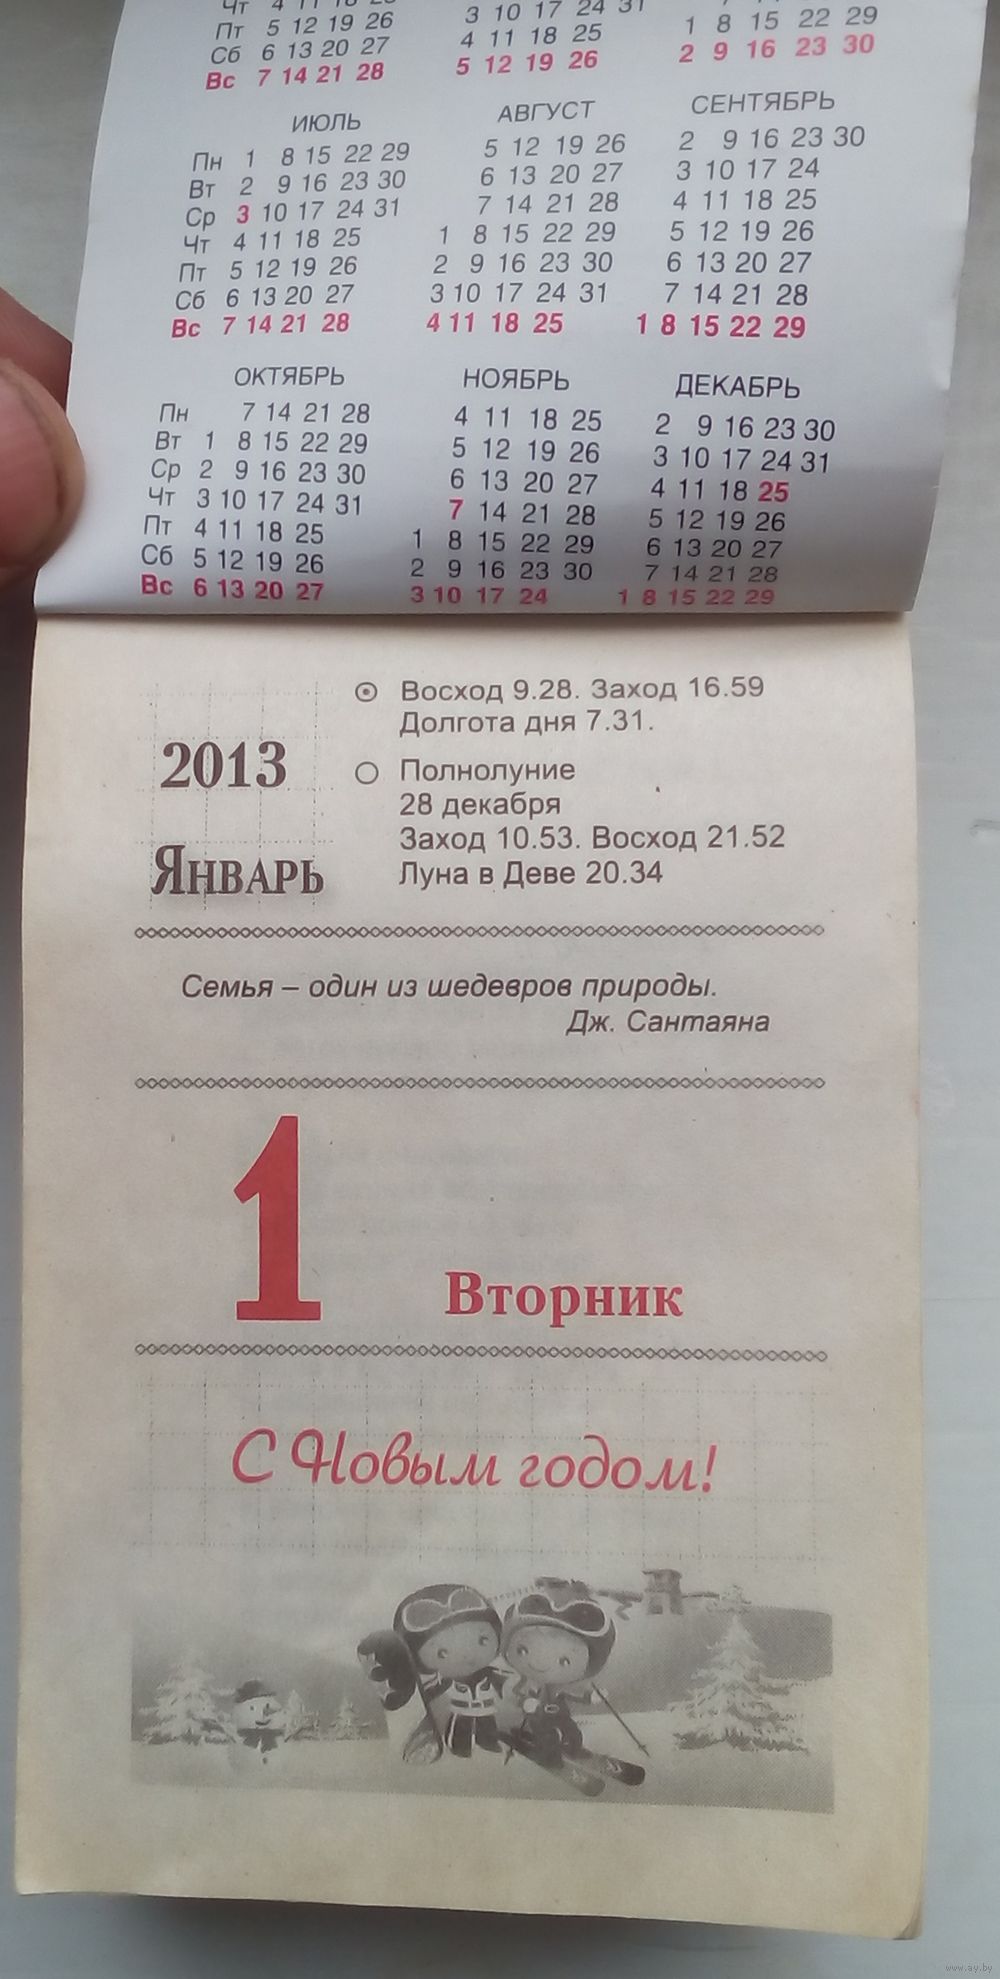 Чт 4 11
Пт 5 12 19 26
Сб 6 13 20 27
Вс 7 14 21 28
3 10 17 24 31
4 11 18 25
5 12 19 26
1 8 15 22 29
2 9 16 23 30
ИЮЛЬ
Пн 1 8 15 22 29
Вт 2 9 16 23 30
Ср 3 10 17 24 31
Чт 4 11 18 25
Пт 5 12 19 26
Сб 6 13 20 27
Вс 7 14 21 28
АВГУСТ
5 12 19 26
6 13 20 27
7 14 21 28
1 8 15 22 29
2 9 16 23 30
3 10 17 24 31
4 11 18 25
СЕНТЯБРЬ
2 9 16 23 30
3 10 17 24
4 11 18 25
5 12 19 26
6 13 20 27
7 14 21 28
1 8 15 22 29
ОКТЯБРЬ
Пн 7 14 21 28
Вт 1 8 15 22 29
Ср 2 9 16 23 30
Чт 3 10 17 24 31
Пт 4 11 18 25
Сб 5 12 19 26
Вс 6 13 20 27
НОЯБРЬ
4 11 18 25
5 12 19 26
6 13 20 27
7 14 21 28
1 8 15 22 29
2 9 16 23 30
3 10 17 24
ДЕКАБРЬ
2 9 16 23 30
3 10 17 24 31
4 11 18 25
5 12 19 26
6 13 20 27
7 14 21 28
1 8 15 22 29
2013
Январь
Восход 9.28. Заход 16.59
Долгота дня 7.31.
Полнолуние
28 декабря
Заход 10.53. Восход 21.52
Луна в Деве 20.34
Семья – один из шедевров природы.
Дж. Сантаяна
1 Вторник
С Новым годом!
www.ay.by